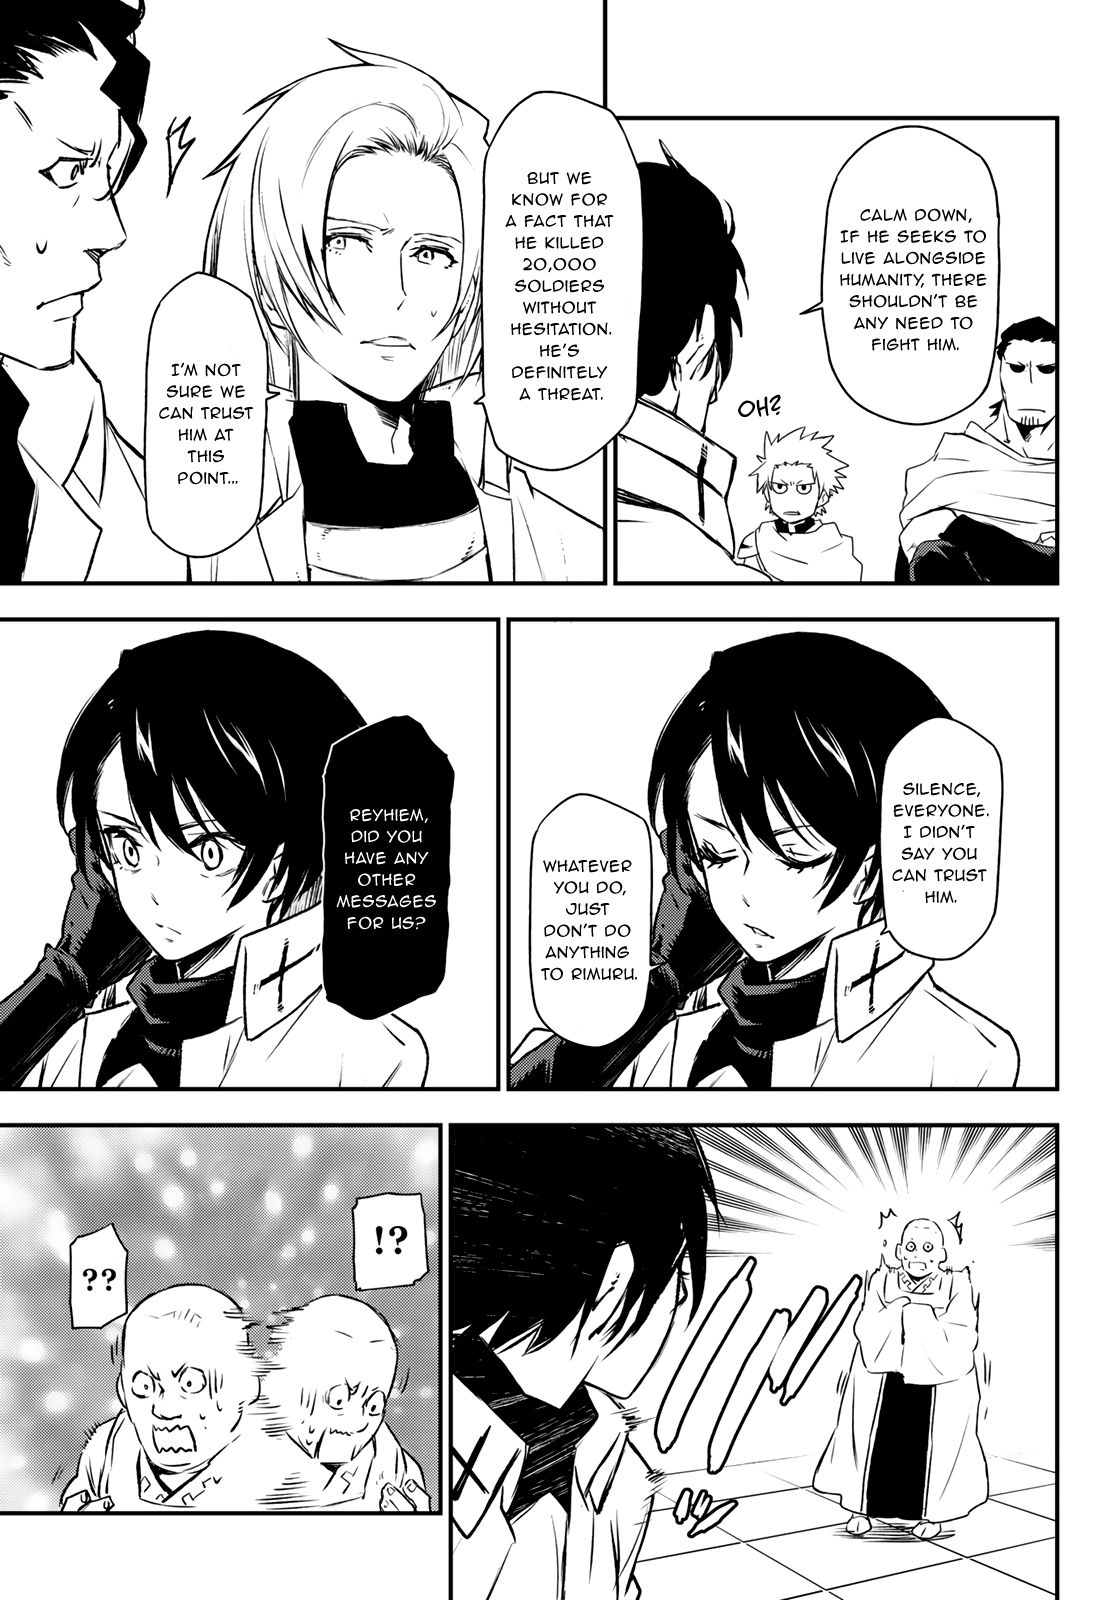 CALM DOWN,
IF HE SEEKS TO
LIVE ALONGSIDE
HUMANITY, THERE
SHOULDN'T BE
ANY NEED TO
FIGHT HIM.
OH?
BUT WE
KNOW FOR
A FACT THAT
HE KILLED
20,000
SOLDIERS
WITHOUT
HESITATION.
HE'S
DEFINITELY
A THREAT.
I'M NOT
SURE WE
CAN TRUST
HIM AT
THIS
POINT...
SILENCE,
EVERYONE.
I DIDN'T
SAY YOU
CAN TRUST
HIM.
WHATEVER
YOU DO,
JUST
DON'T DO
ANYTHING
TO RIMURU.
REYHIEM,
DID YOU
HAVE ANY
OTHER
MESSAGES
FOR US?
!?
??